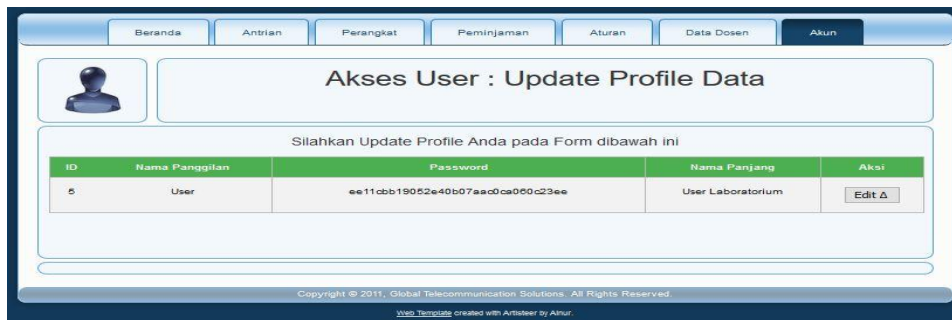 Beranda Antrian Perangkat Peminjaman Aturan Data Dosen Akun
Akses User : Update Profile Data
Silahkan Update Profile Anda pada Form dibawah ini
ID Nama Panggilan Password Nama Panjang Aksi
5 User ee11cbb19052e40b07aac0ca060c23ee User Laboratorium Edit Δ
Copyright © 2011, Global Telecommunication Solutions. All Rights Reserved.
Web Template created with Artisteer by Ainur.